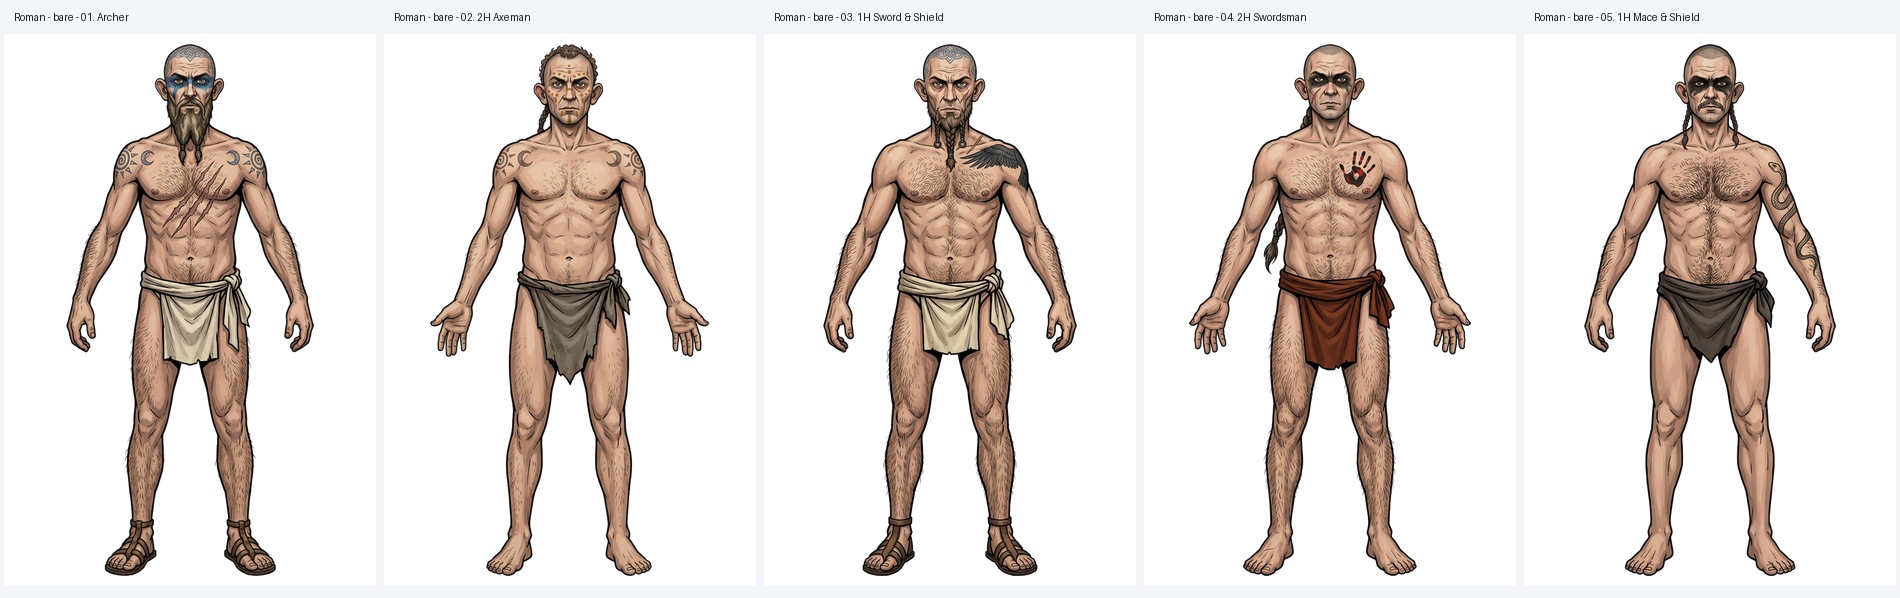 Roman - bare - 01. Archer
Roman - bare - 02. 2H Axeman
Roman - bare - 03. 1H Sword & Shield
Roman - bare - 04. 2H Swordsman
Roman - bare - 05. 1H Mace & Shield